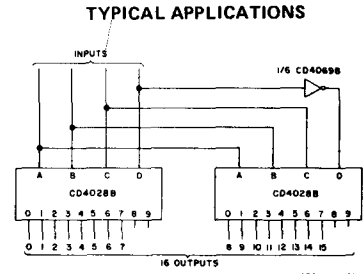 TYPICAL APPLICATIONS
INPUTS
1/6 CD4069B
A B C D
A B C D
CD4028B
CD4028B
0 1 2 3 4 5 6 7 8 9
0 1 2 3 4 5 6 7 8 9
0 1 2 3 4 5 6 7
8 9 10 11 12 13 14 15
16 OUTPUTS